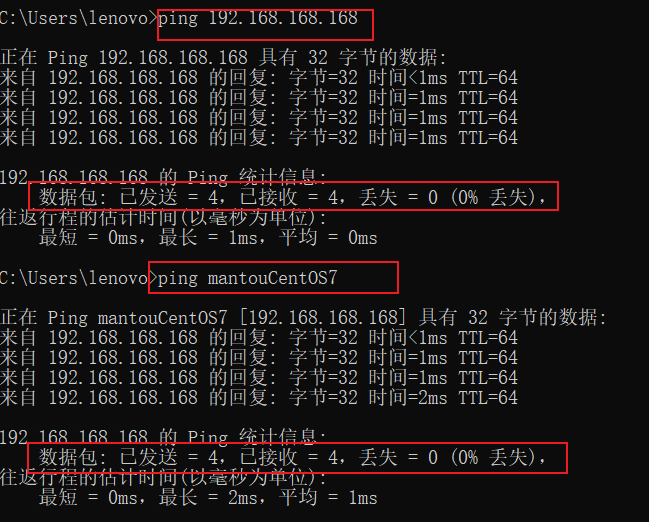 C:\Users\lenovo>ping 192.168.168.168
正在 Ping 192.168.168.168 具有 32 字节的数据:
来自 192.168.168.168 的回复: 字节=32 时间<1ms TTL=64
来自 192.168.168.168 的回复: 字节=32 时间=1ms TTL=64
来自 192.168.168.168 的回复: 字节=32 时间=1ms TTL=64
来自 192.168.168.168 的回复: 字节=32 时间=1ms TTL=64
192.168.168.168 的 Ping 统计信息:
数据包: 已发送 = 4，已接收 = 4，丢失 = 0 (0% 丢失)，
往返行程的估计时间(以毫秒为单位):
最短 = 0ms，最长 = 1ms，平均 = 0ms
C:\Users\lenovo>ping mantouCentOS7
正在 Ping mantouCentOS7 [192.168.168.168] 具有 32 字节的数据:
来自 192.168.168.168 的回复: 字节=32 时间<1ms TTL=64
来自 192.168.168.168 的回复: 字节=32 时间=1ms TTL=64
来自 192.168.168.168 的回复: 字节=32 时间=1ms TTL=64
来自 192.168.168.168 的回复: 字节=32 时间=2ms TTL=64
192.168.168.168 的 Ping 统计信息:
数据包: 已发送 = 4，已接收 = 4，丢失 = 0 (0% 丢失)，
往返行程的估计时间(以毫秒为单位):
最短 = 0ms，最长 = 2ms，平均 = 1ms